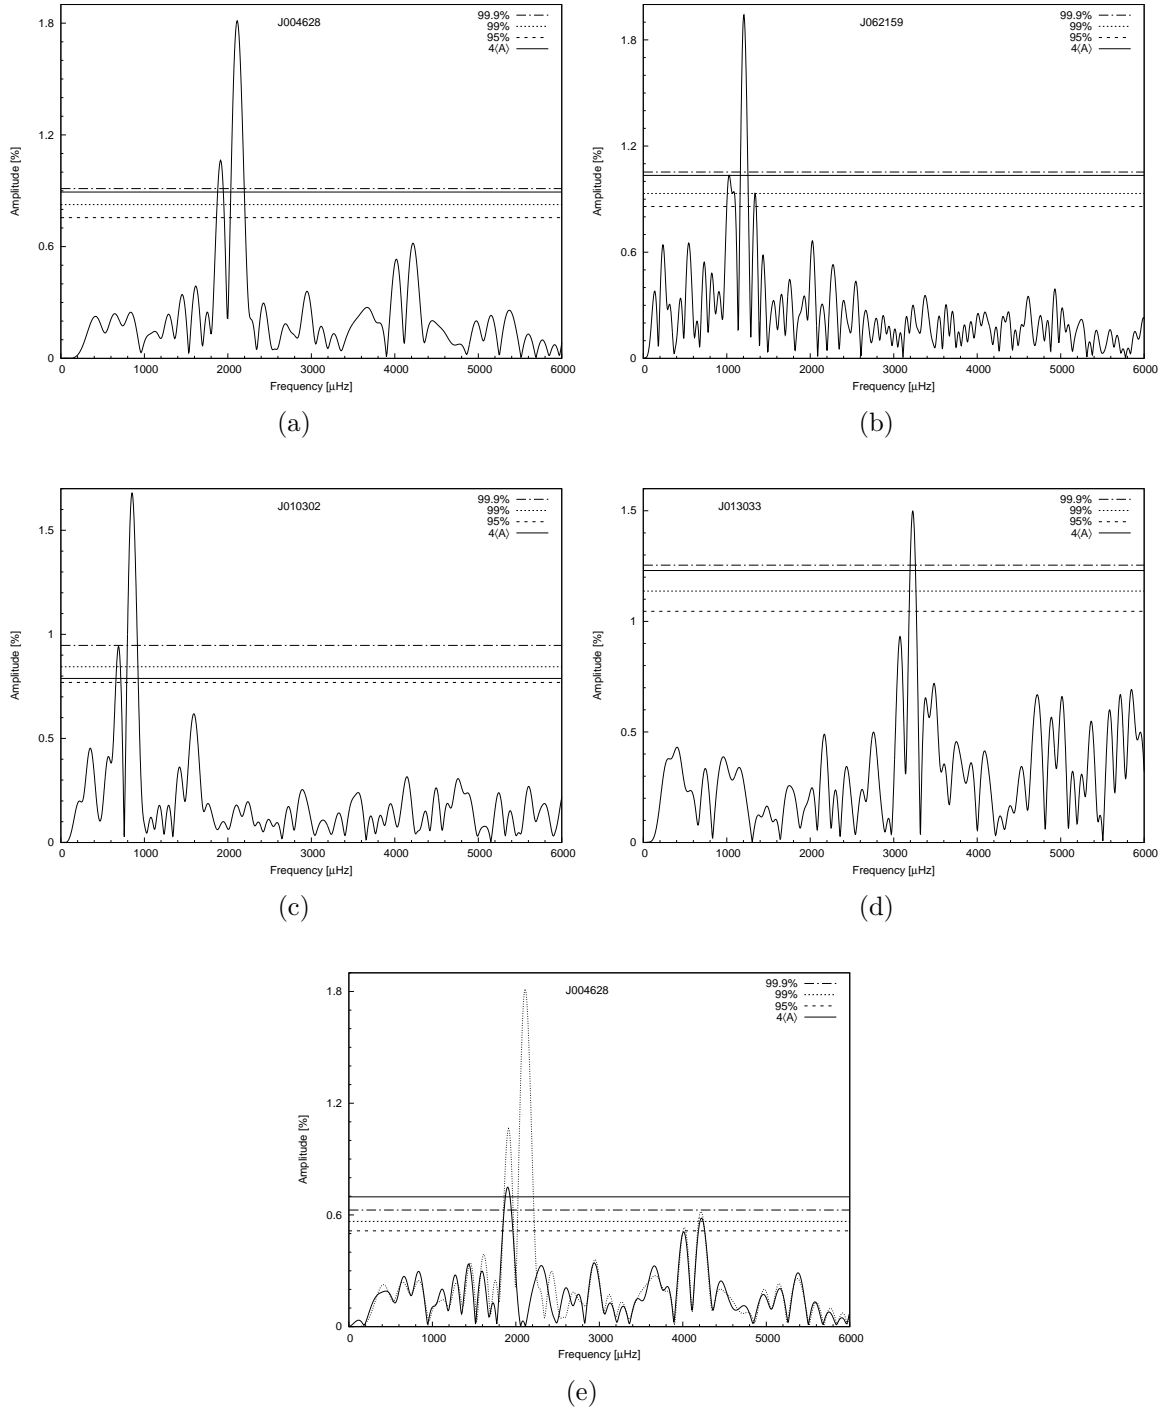 J004628
99.9%
99%
95%
4⟨A⟩
1.8
1.2
0.6
0
Amplitude [%]
0 1000 2000 3000 4000 5000 6000
Frequency [μHz]
(a)
J062159
99.9%
99%
95%
4⟨A⟩
1.8
1.2
0.6
0
Amplitude [%]
0 1000 2000 3000 4000 5000 6000
Frequency [μHz]
(b)
J010302
99.9%
99%
95%
4⟨A⟩
1.5
1
0.5
0
Amplitude [%]
0 1000 2000 3000 4000 5000 6000
Frequency [μHz]
(c)
J013033
99.9%
99%
95%
4⟨A⟩
1.5
1
0.5
0
Amplitude [%]
0 1000 2000 3000 4000 5000 6000
Frequency [μHz]
(d)
J004628
99.9%
99%
95%
4⟨A⟩
1.8
1.2
0.6
0
Amplitude [%]
0 1000 2000 3000 4000 5000 6000
Frequency [μHz]
(e)